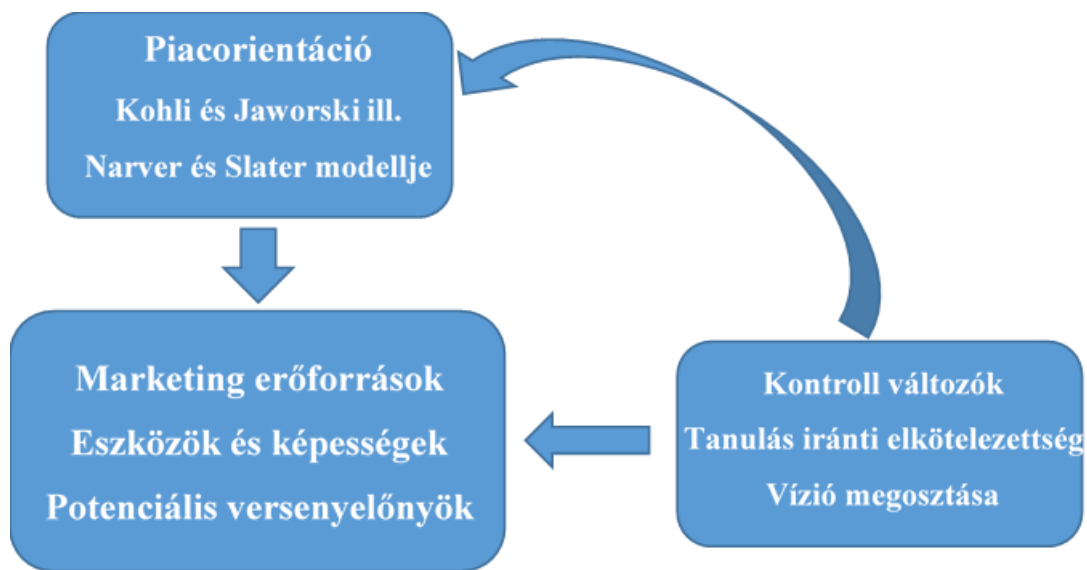 Piacorientáció
Kohli és Jaworski ill.
Narver és Slater modellje
Marketing erőforrások
Eszközök és képességek
Potenciális versenyelőnyök
Kontroll változók
Tanulás iránti elkötelezettség
Vízió megosztása